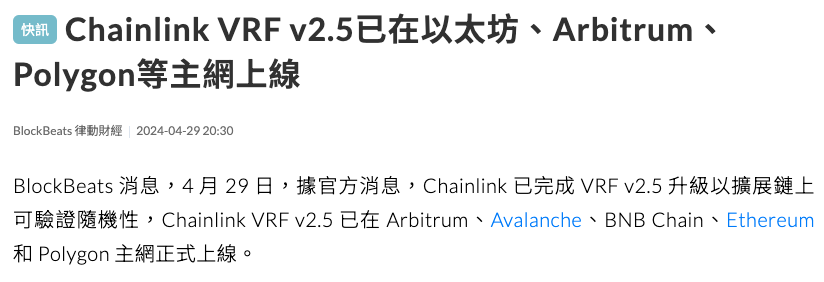 快訊 Chainlink VRF v2.5已在以太坊、Arbitrum、
Polygon等主網上線
BlockBeats 律動財經 | 2024-04-29 20:30
BlockBeats 消息，4 月 29 日，據官方消息，Chainlink 已完成 VRF v2.5 升級以擴展鏈上
可驗證隨機性，Chainlink VRF v2.5 已在 Arbitrum、Avalanche、BNB Chain、Ethereum
和 Polygon 主網正式上線。